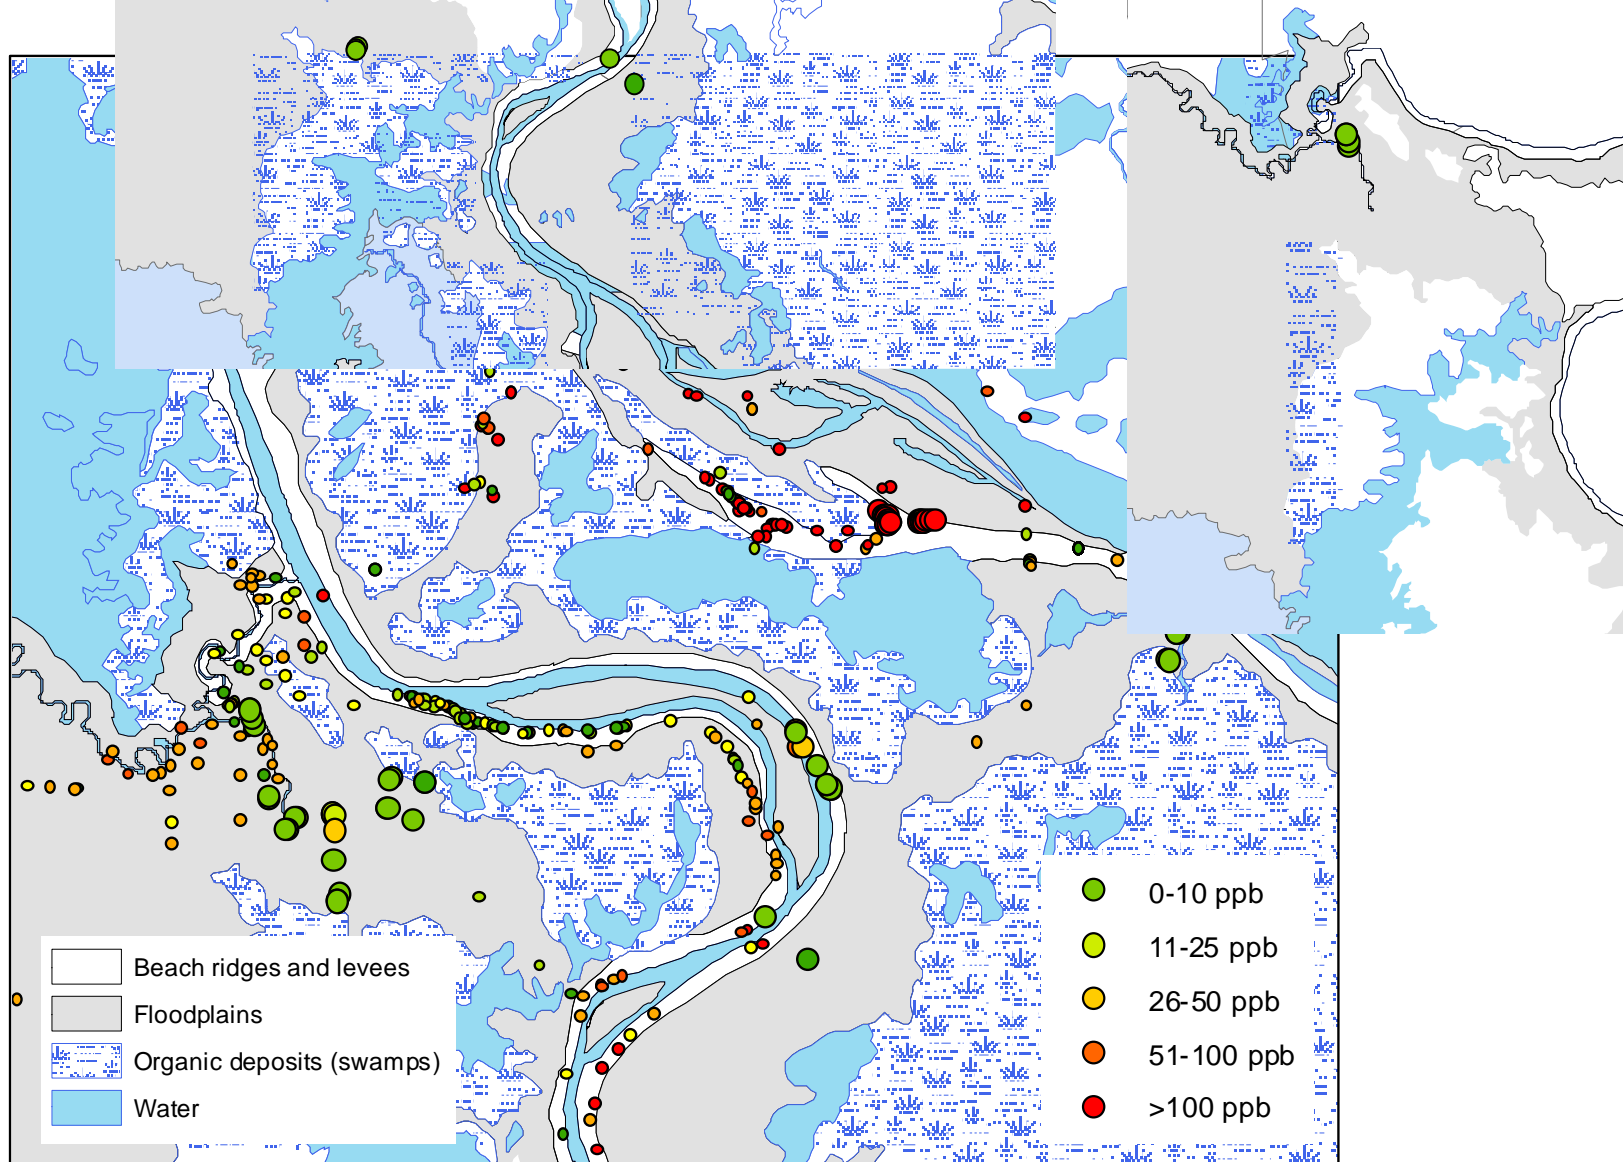 Beach ridges and levees
Floodplains
Organic deposits (swamps)
Water
0-10 ppb
11-25 ppb
26-50 ppb
51-100 ppb
>100 ppb